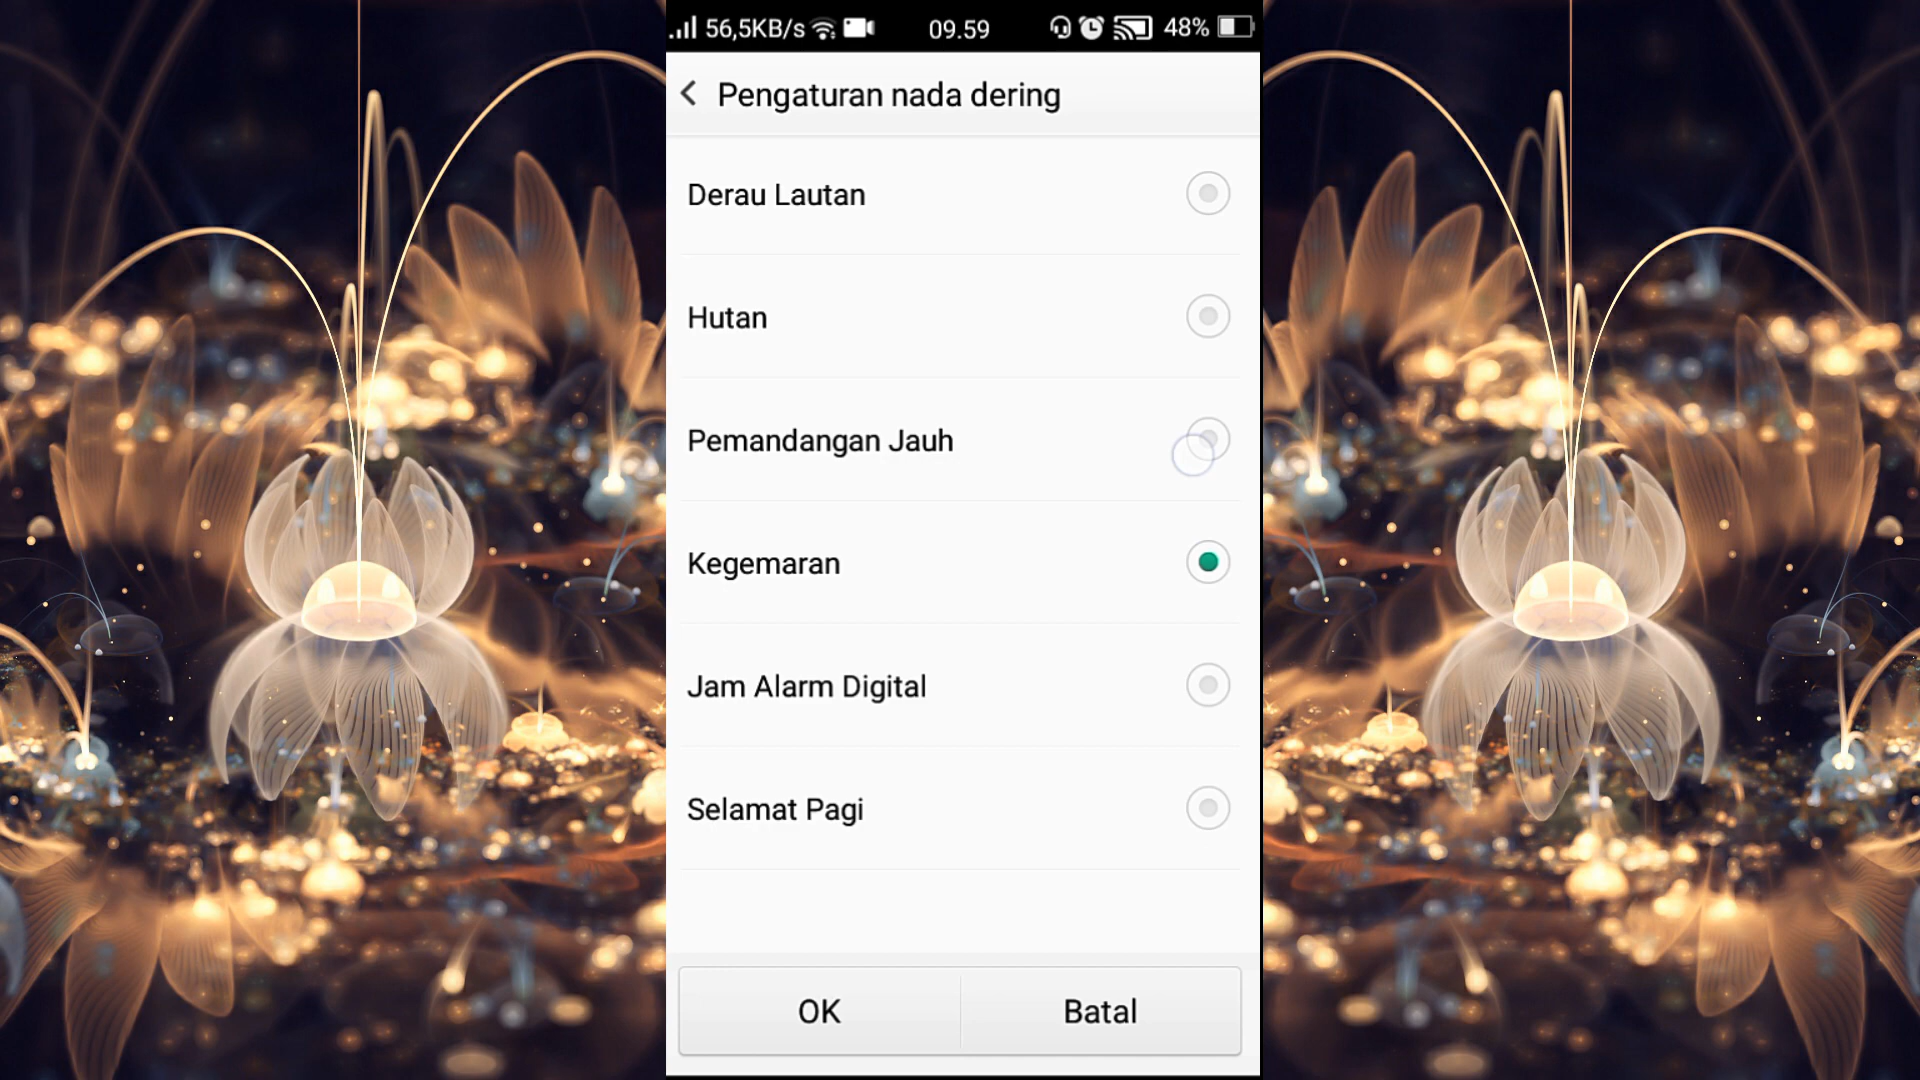 56,5KB/s 09.59 48%
Pengaturan nada dering
Derau Lautan
Hutan
Pemandangan Jauh
Kegemaran
Jam Alarm Digital
Selamat Pagi
OK Batal